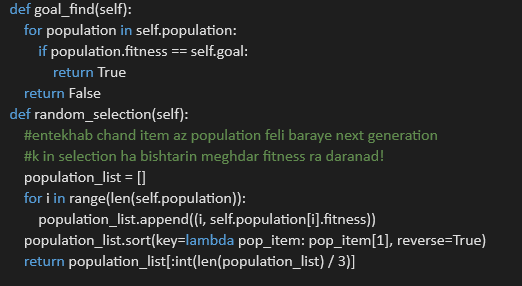 def goal_find(self):
for population in self.population:
if population.fitness == self.goal:
return True
return False
def random_selection(self):
#entekhab chand item az population feli baraye next generation
#k in selection ha bishtarin meghdar fitness ra daranad!
population_list = []
for i in range(len(self.population)):
population_list.append((i, self.population[i].fitness))
population_list.sort(key=lambda pop_item: pop_item[1], reverse=True)
return population_list[:int(len(population_list) / 3)]